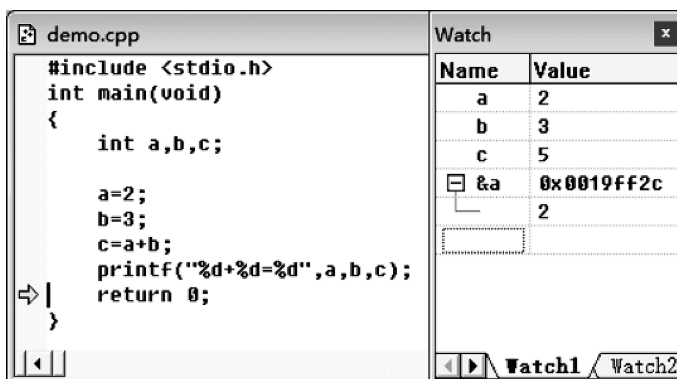 demo.cpp
#include <stdio.h>
int main(void)
{
int a,b,c;
a=2;
b=3;
c=a+b;
printf("%d+%d=%d",a,b,c);
return 0;
}
Watch
Name Value
a 2
b 3
c 5
&a 0x0019ff2c
2
Watch1 Watch2